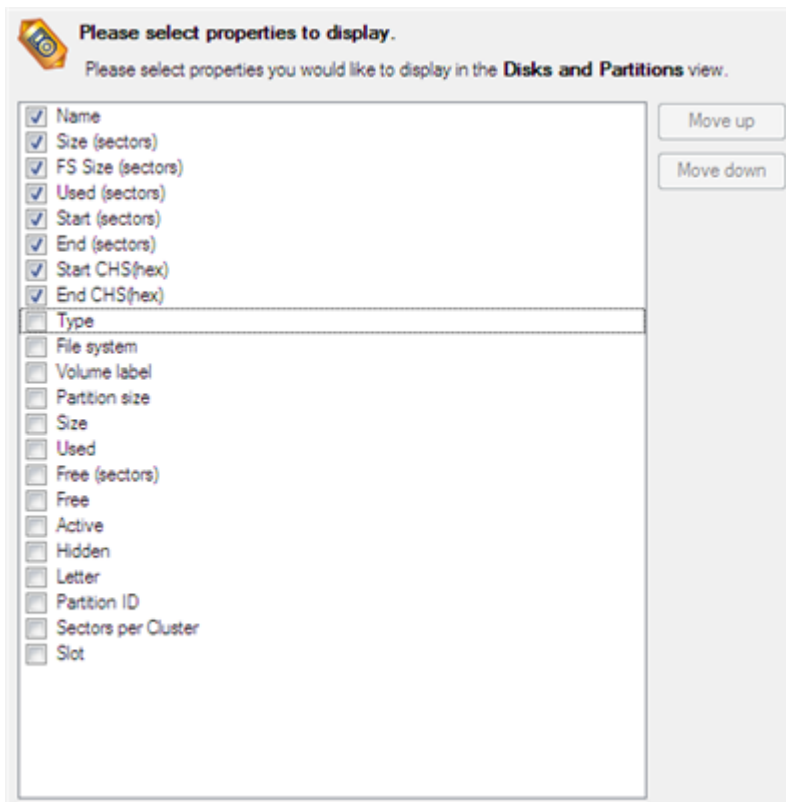 Please select properties to display.
Please select properties you would like to display in the Disks and Partitions view.
Name
Move up
Size (sectors)
FS Size (sectors)
Move down
Used (sectors)
Start (sectors)
End (sectors)
Start CHS(hex)
End CHS(hex)
Type
File system
Volume label
Partition size
Size
Used
Free (sectors)
Free
Active
Hidden
Letter
Partition ID
Sectors per Cluster
Slot